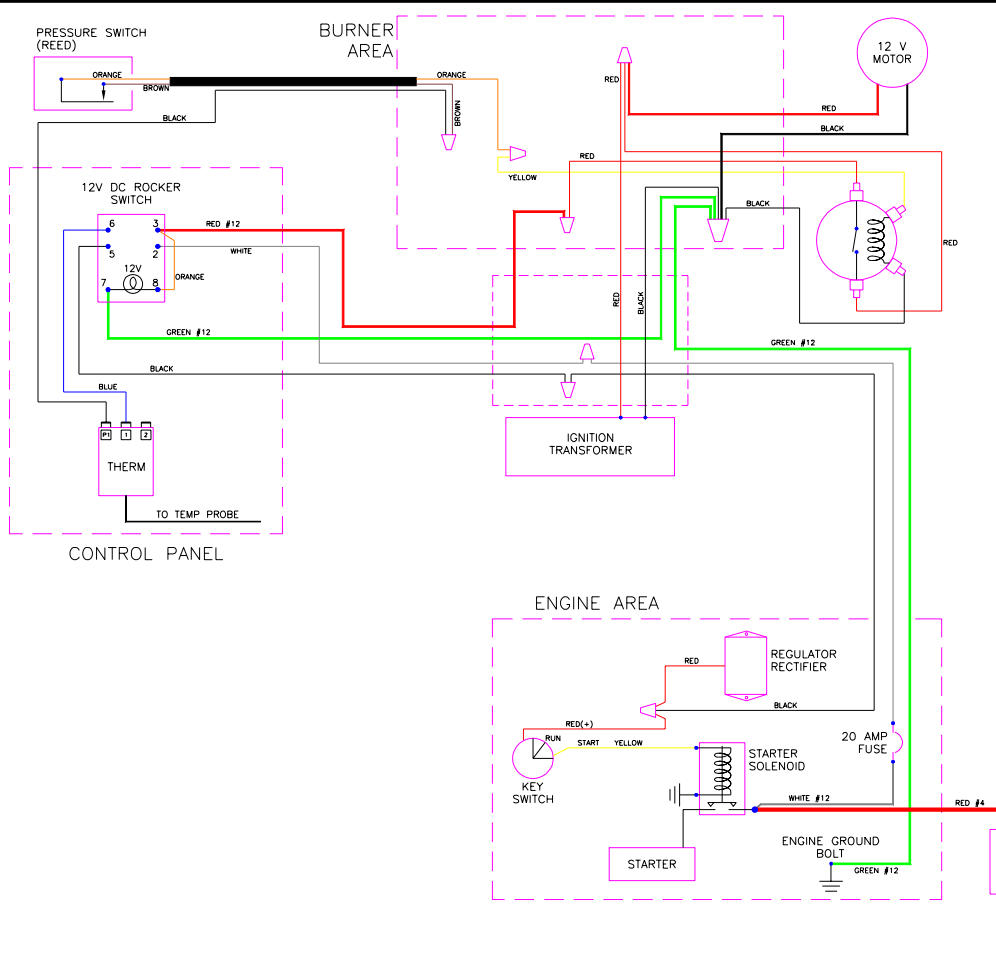 PRESSURE SWITCH
(REED)
BURNER
AREA
12 V
MOTOR
ORANGE
BROWN
ORANGE
BROWN
BLACK
RED
RED
BLACK
RED
YELLOW
BLACK
RED
12V DC ROCKER
SWITCH
6
3
5
2
12V
7
8
RED #12
WHITE
ORANGE
GREEN #12
RED
BLACK
GREEN #12
BLACK
BLUE
P1
1
2
THERM
TO TEMP PROBE
CONTROL PANEL
IGNITION
TRANSFORMER
ENGINE AREA
RED
REGULATOR
RECTIFIER
BLACK
RED(+)
RUN
START
YELLOW
KEY
SWITCH
STARTER
SOLENOID
20 AMP
FUSE
WHITE #12
RED #4
STARTER
ENGINE GROUND
BOLT
GREEN #12